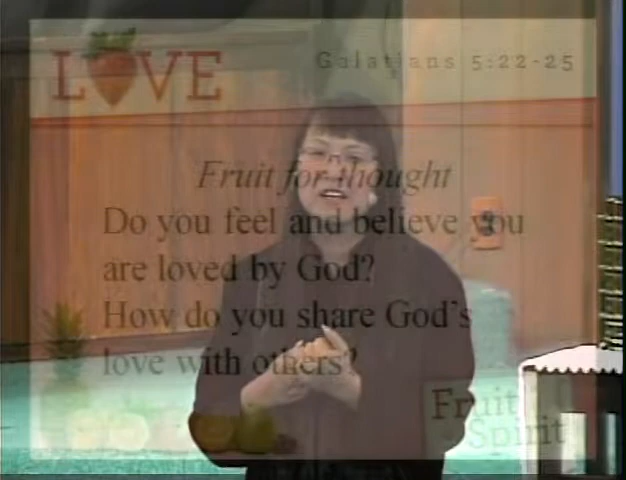 LOVE
Galatians 5:22-25
Fruit for thought
Do you feel and believe you
are loved by God?
How do you share God's
love with others?
Fruit
Spirit